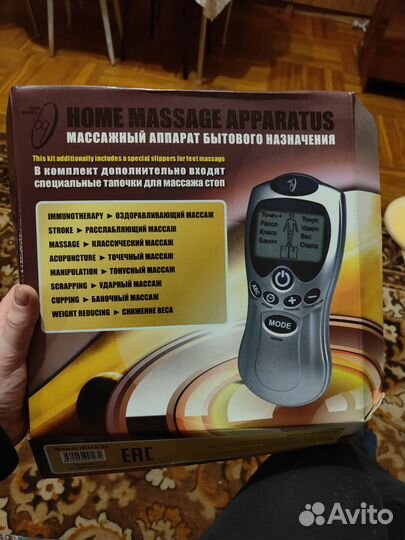 HOME MASSAGE APPARATUS
МАССАЖНЫЙ АППАРАТ БЫТОВОГО НАЗНАЧЕНИЯ
This kit additionally includes a special slippers for feet massage
В комплект дополнительно входят
специальные тапочки для массажа стоп
IMMUNOTHERAPY ► ОЗДОРАВЛИВАЮЩИЙ МАССАЖ
STROKE ► РАССЛАБЛЯЮЩИЙ МАССАЖ
MASSAGE ► КЛАССИЧЕСКИЙ МАССАЖ
ACUPUNCTURE ► ТОЧЕЧНЫЙ МАССАЖ
MANIPULATION ► ТОНУСНЫЙ МАССАЖ
SCRAPPING ► УДАРНЫЙ МАССАЖ
CUPPING ► БАНОЧНЫЙ МАССАЖ
WEIGHT REDUCING ► СНИЖЕНИЕ ВЕСА
Точеч Тонус
Рассл Ударн
Класс Вес
Баноч Оздор
ABC + −
MODE
EAC
Avito